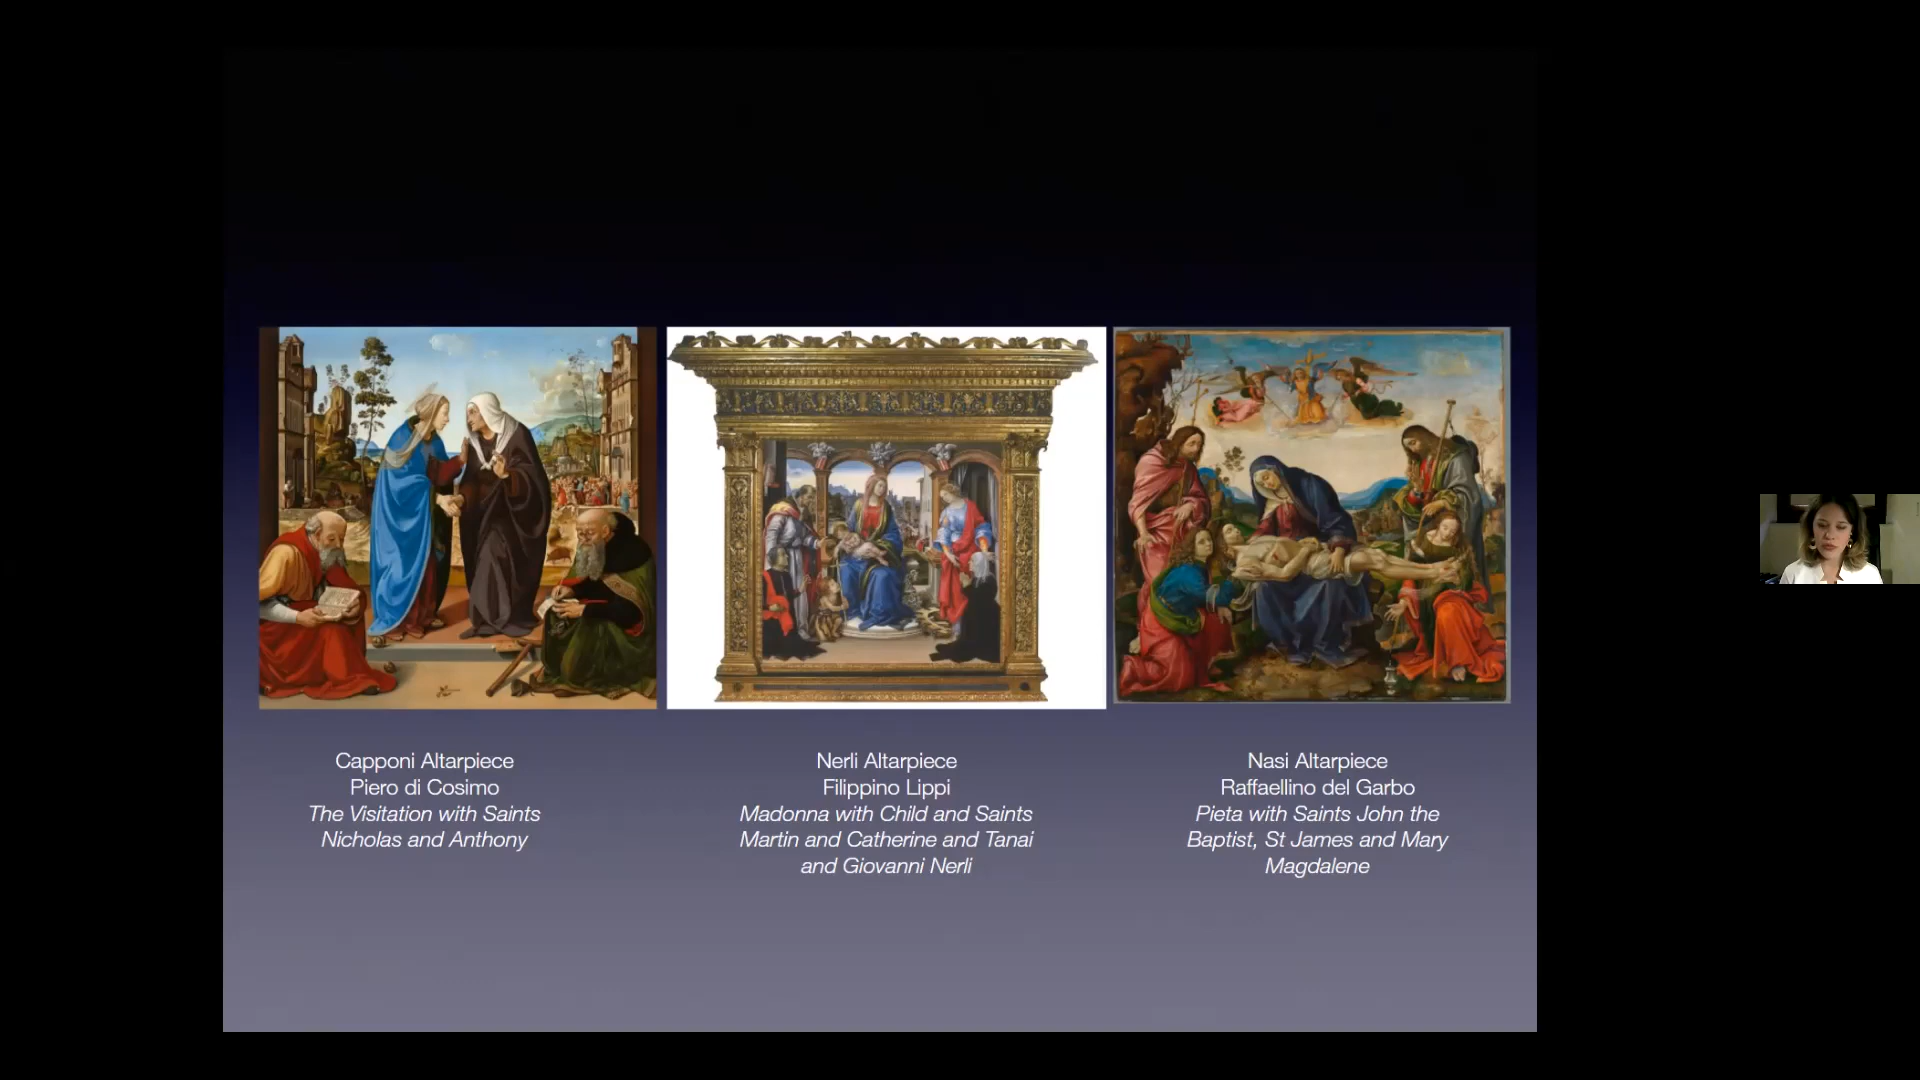 Capponi Altarpiece
Piero di Cosimo
The Visitation with Saints
Nicholas and Anthony
Nerli Altarpiece
Filippino Lippi
Madonna with Child and Saints
Martin and Catherine and Tanai
and Giovanni Nerli
Nasi Altarpiece
Raffaellino del Garbo
Pieta with Saints John the
Baptist, St James and Mary
Magdalene